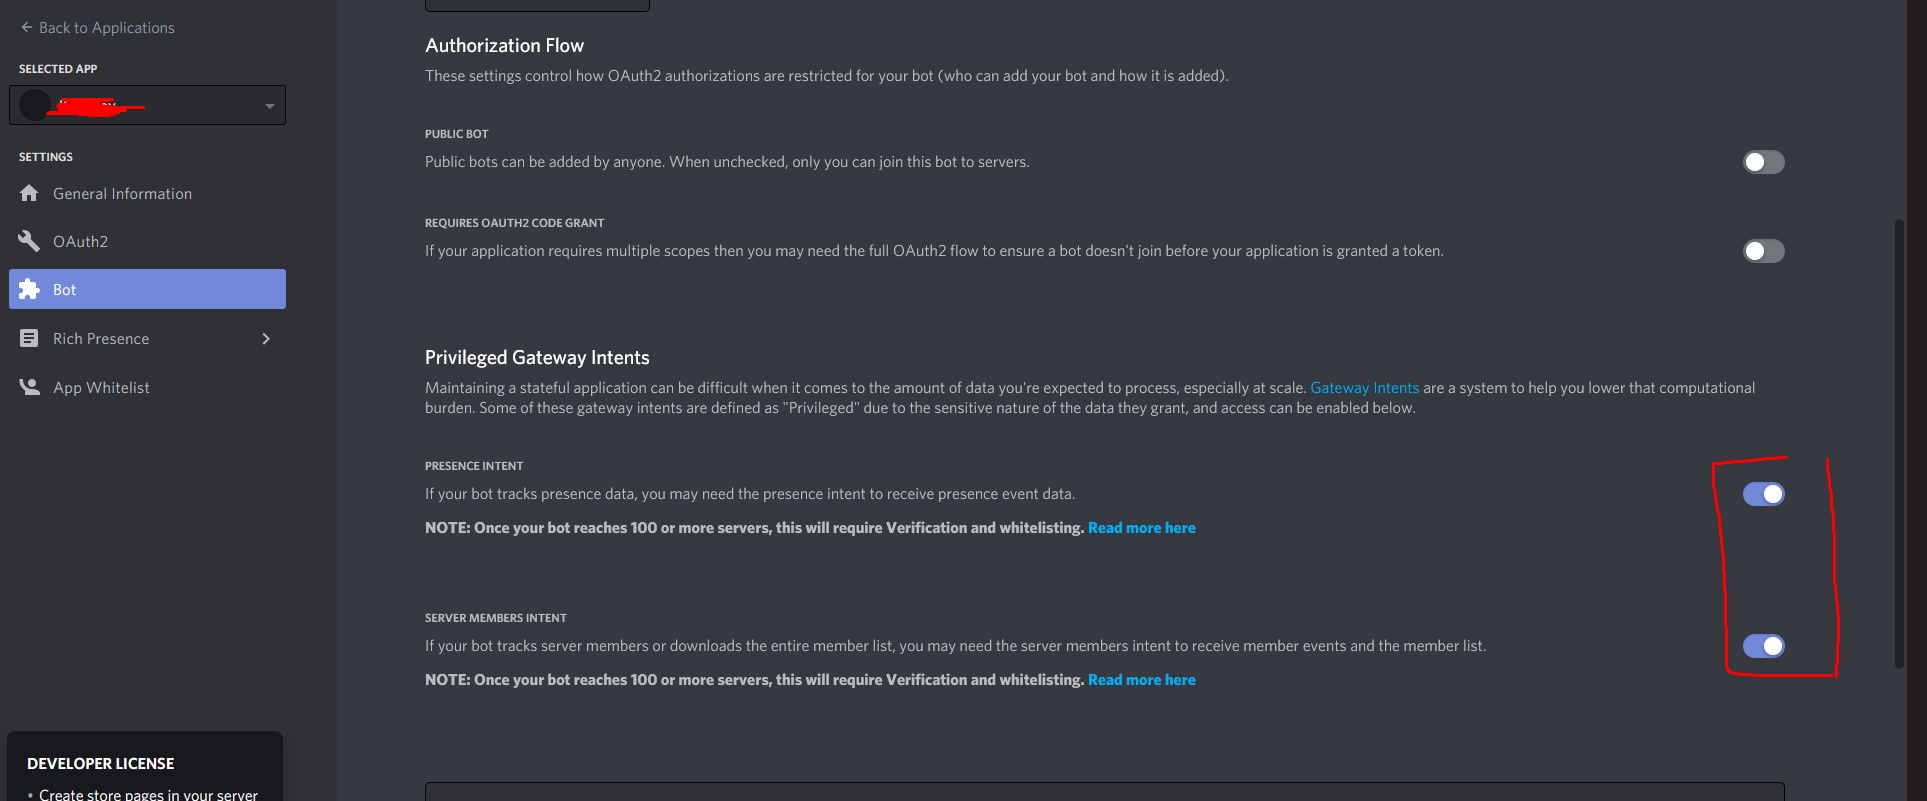 Back to Applications
SELECTED APP
SETTINGS
General Information
OAuth2
Bot
Rich Presence
App Whitelist
DEVELOPER LICENSE
• Create store pages in your server
Authorization Flow
These settings control how OAuth2 authorizations are restricted for your bot (who can add your bot and how it is added).
PUBLIC BOT
Public bots can be added by anyone. When unchecked, only you can join this bot to servers.
REQUIRES OAUTH2 CODE GRANT
If your application requires multiple scopes then you may need the full OAuth2 flow to ensure a bot doesn't join before your application is granted a token.
Privileged Gateway Intents
Maintaining a stateful application can be difficult when it comes to the amount of data you're expected to process, especially at scale. Gateway Intents are a system to help you lower that computational
burden. Some of these gateway intents are defined as "Privileged" due to the sensitive nature of the data they grant, and access can be enabled below.
PRESENCE INTENT
If your bot tracks presence data, you may need the presence intent to receive presence event data.
NOTE: Once your bot reaches 100 or more servers, this will require Verification and whitelisting. Read more here
SERVER MEMBERS INTENT
If your bot tracks server members or downloads the entire member list, you may need the server members intent to receive member events and the member list.
NOTE: Once your bot reaches 100 or more servers, this will require Verification and whitelisting. Read more here